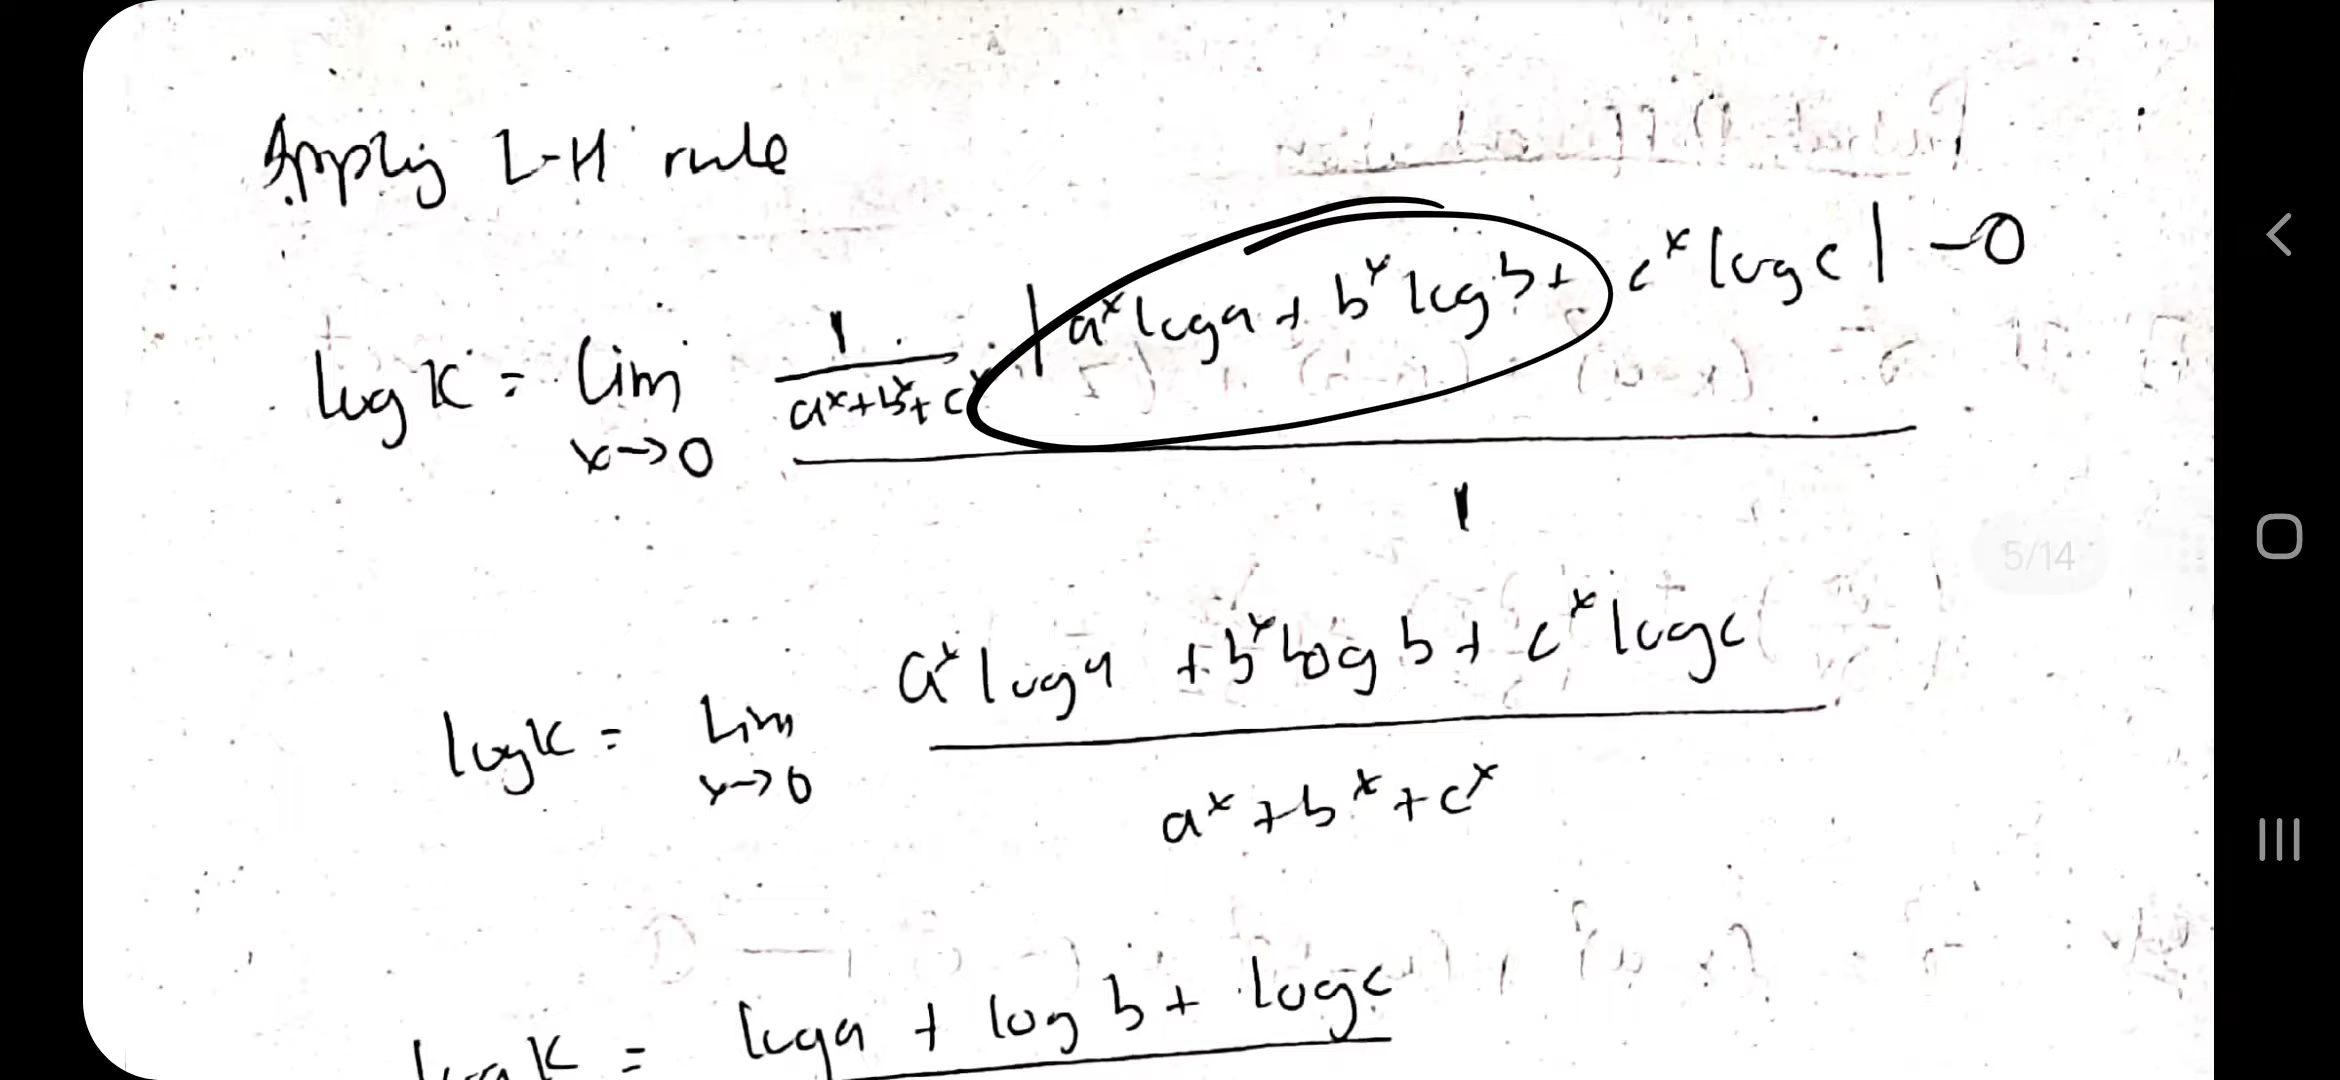 Apply L-H rule
log K = lim x→0 1/(a^x+b^x+c^x) · |a^x log a + b^x log b + c^x log c| - 0
1
log K = Lim x→0 (a^x log a + b^x log b + c^x log c)/(a^x + b^x + c^x)
5/14
log K = log a + log b + log c